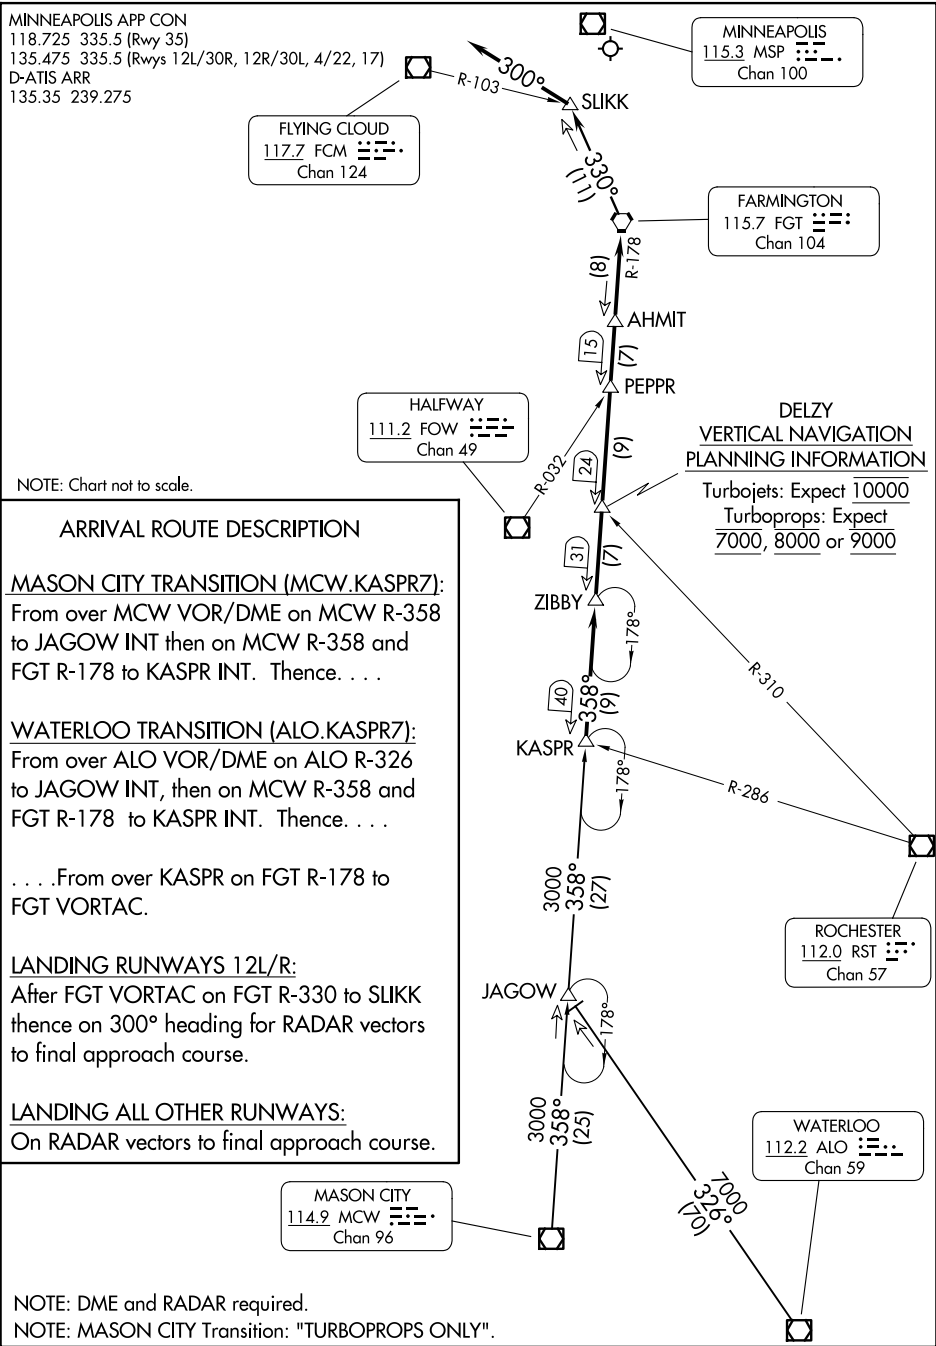 MINNEAPOLIS APP CON
118.725 335.5 (Rwy 35)
135.475 335.5 (Rwys 12L/30R, 12R/30L, 4/22, 17)
D-ATIS ARR
135.35 239.275
MINNEAPOLIS
115.3 MSP
Chan 100
300°
R-103
SLIKK
FLYING CLOUD
117.7 FCM
Chan 124
330°
(11)
FARMINGTON
115.7 FGT
Chan 104
R-178
(8)
AHMIT
15
(7)
PEPPR
HALFWAY
111.2 FOW
Chan 49
R-032
24
(9)
DELZY
VERTICAL NAVIGATION
PLANNING INFORMATION
Turbojets: Expect 10000
Turboprops: Expect
7000, 8000 or 9000
NOTE: Chart not to scale.
31
(7)
ZIBBY
178°
R-310
40
358°
(9)
KASPR
178°
R-286
3000
358°
(27)
ROCHESTER
112.0 RST
Chan 57
JAGOW
178°
3000
358°
(25)
WATERLOO
112.2 ALO
Chan 59
7000
326°
(70)
MASON CITY
114.9 MCW
Chan 96
ARRIVAL ROUTE DESCRIPTION
MASON CITY TRANSITION (MCW.KASPR7):
From over MCW VOR/DME on MCW R-358
to JAGOW INT then on MCW R-358 and
FGT R-178 to KASPR INT. Thence. . . .
WATERLOO TRANSITION (ALO.KASPR7):
From over ALO VOR/DME on ALO R-326
to JAGOW INT, then on MCW R-358 and
FGT R-178 to KASPR INT. Thence. . . .
. . . .From over KASPR on FGT R-178 to
FGT VORTAC.
LANDING RUNWAYS 12L/R:
After FGT VORTAC on FGT R-330 to SLIKK
thence on 300° heading for RADAR vectors
to final approach course.
LANDING ALL OTHER RUNWAYS:
On RADAR vectors to final approach course.
NOTE: DME and RADAR required.
NOTE: MASON CITY Transition: "TURBOPROPS ONLY".